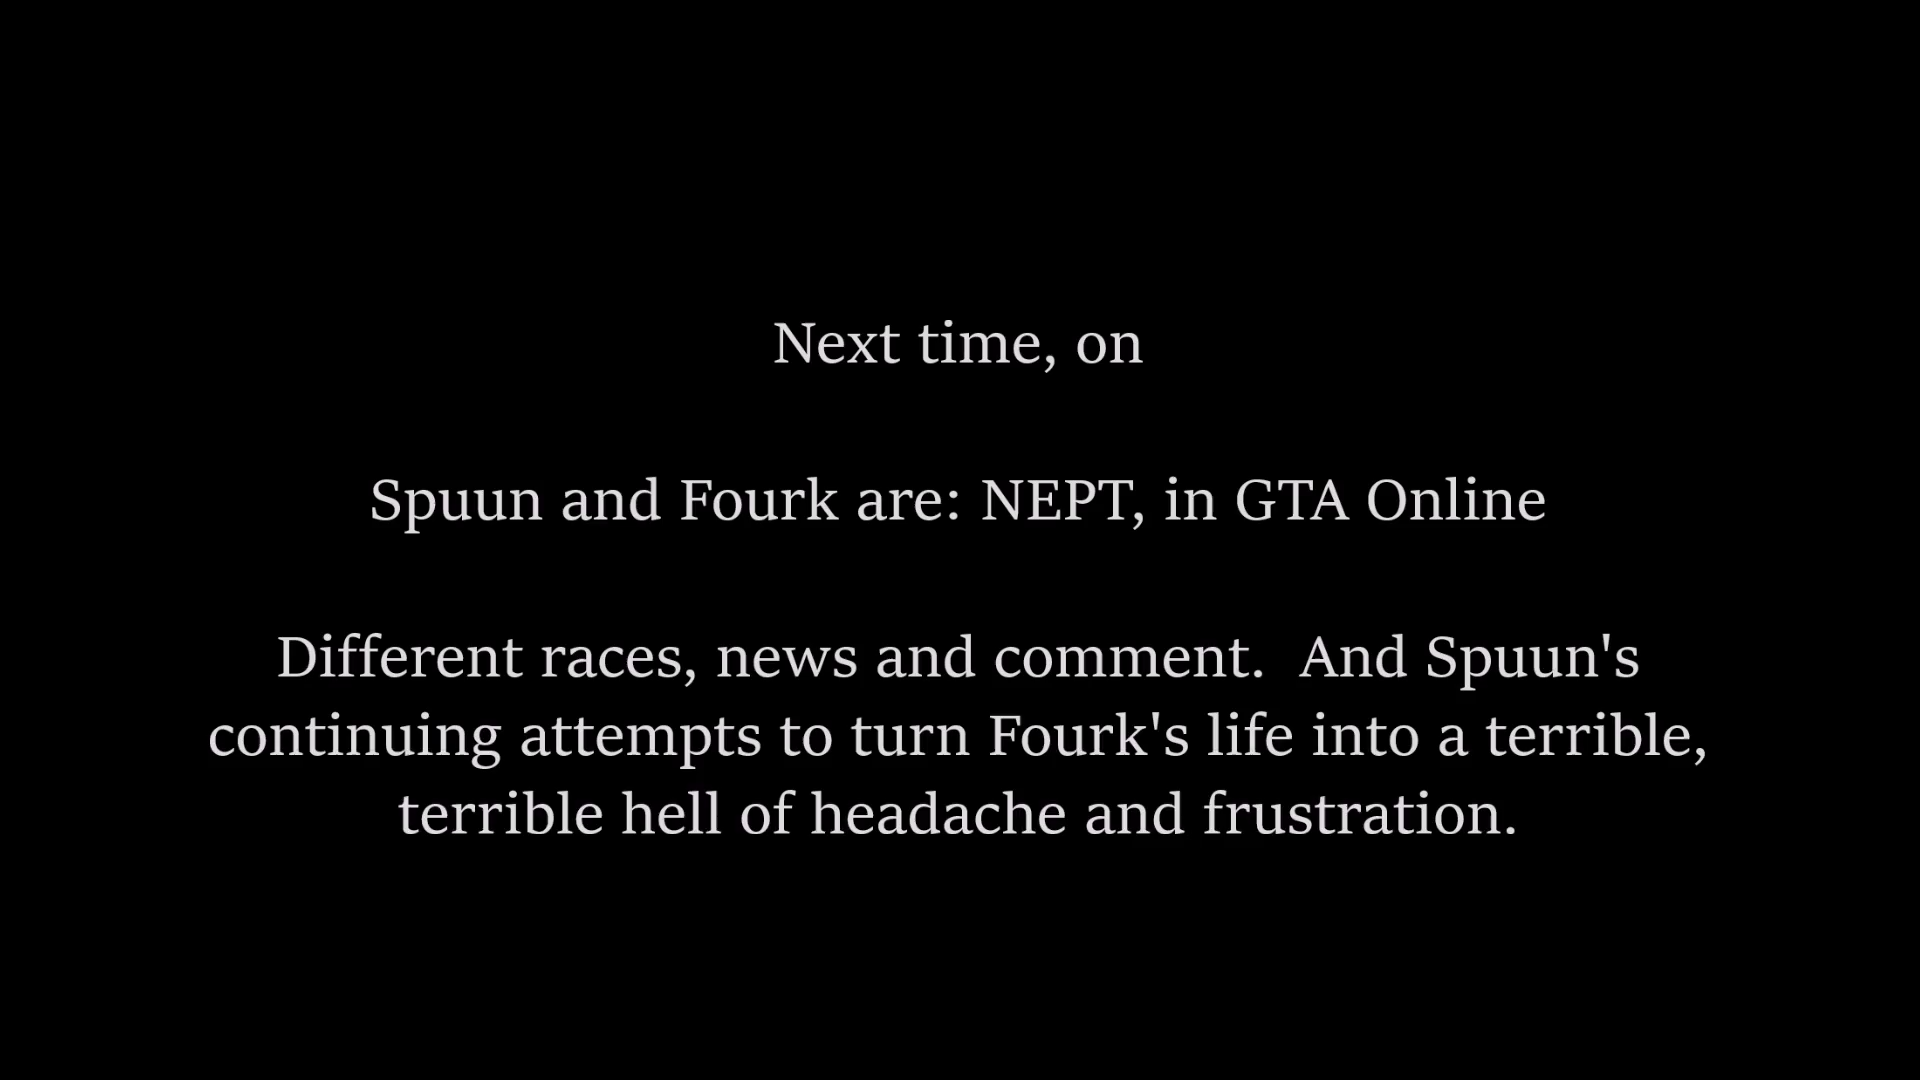 Next time, on
Spuun and Fourk are: NEPT, in GTA Online
Different races, news and comment.  And Spuun's
continuing attempts to turn Fourk's life into a terrible,
terrible hell of headache and frustration.